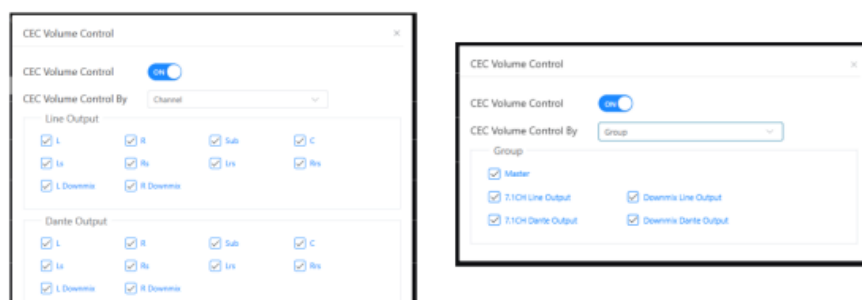 CEC Volume Control
CEC Volume Control ON
CEC Volume Control By Channel
Line Output
L R Sub C
Ls Rs Lrs Rrs
L Downmix R Downmix
Dante Output
L R Sub C
Ls Rs Lrs Rrs
L Downmix R Downmix
CEC Volume Control
CEC Volume Control ON
CEC Volume Control By Group
Group
Master
7.1CH Line Output Downmix Line Output
7.1CH Dante Output Downmix Dante Output